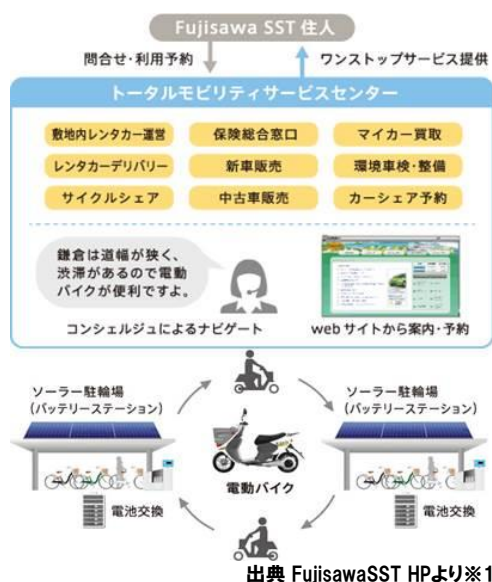 Fujisawa SST 住人
問合せ・利用予約
ワンストップサービス提供
トータルモビリティサービスセンター
敷地内レンタカー運営
保険総合窓口
マイカー買取
レンタカーデリバリー
新車販売
環境車検・整備
サイクルシェア
中古車販売
カーシェア予約
鎌倉は道幅が狭く、
渋滞があるので電動
バイクが便利ですよ。
コンシェルジュによるナビゲート
webサイトから案内・予約
ソーラー駐輪場
(バッテリーステーション)
ソーラー駐輪場
(バッテリーステーション)
電動バイク
電池交換
電池交換
出典 FujisawaSST HPより※1